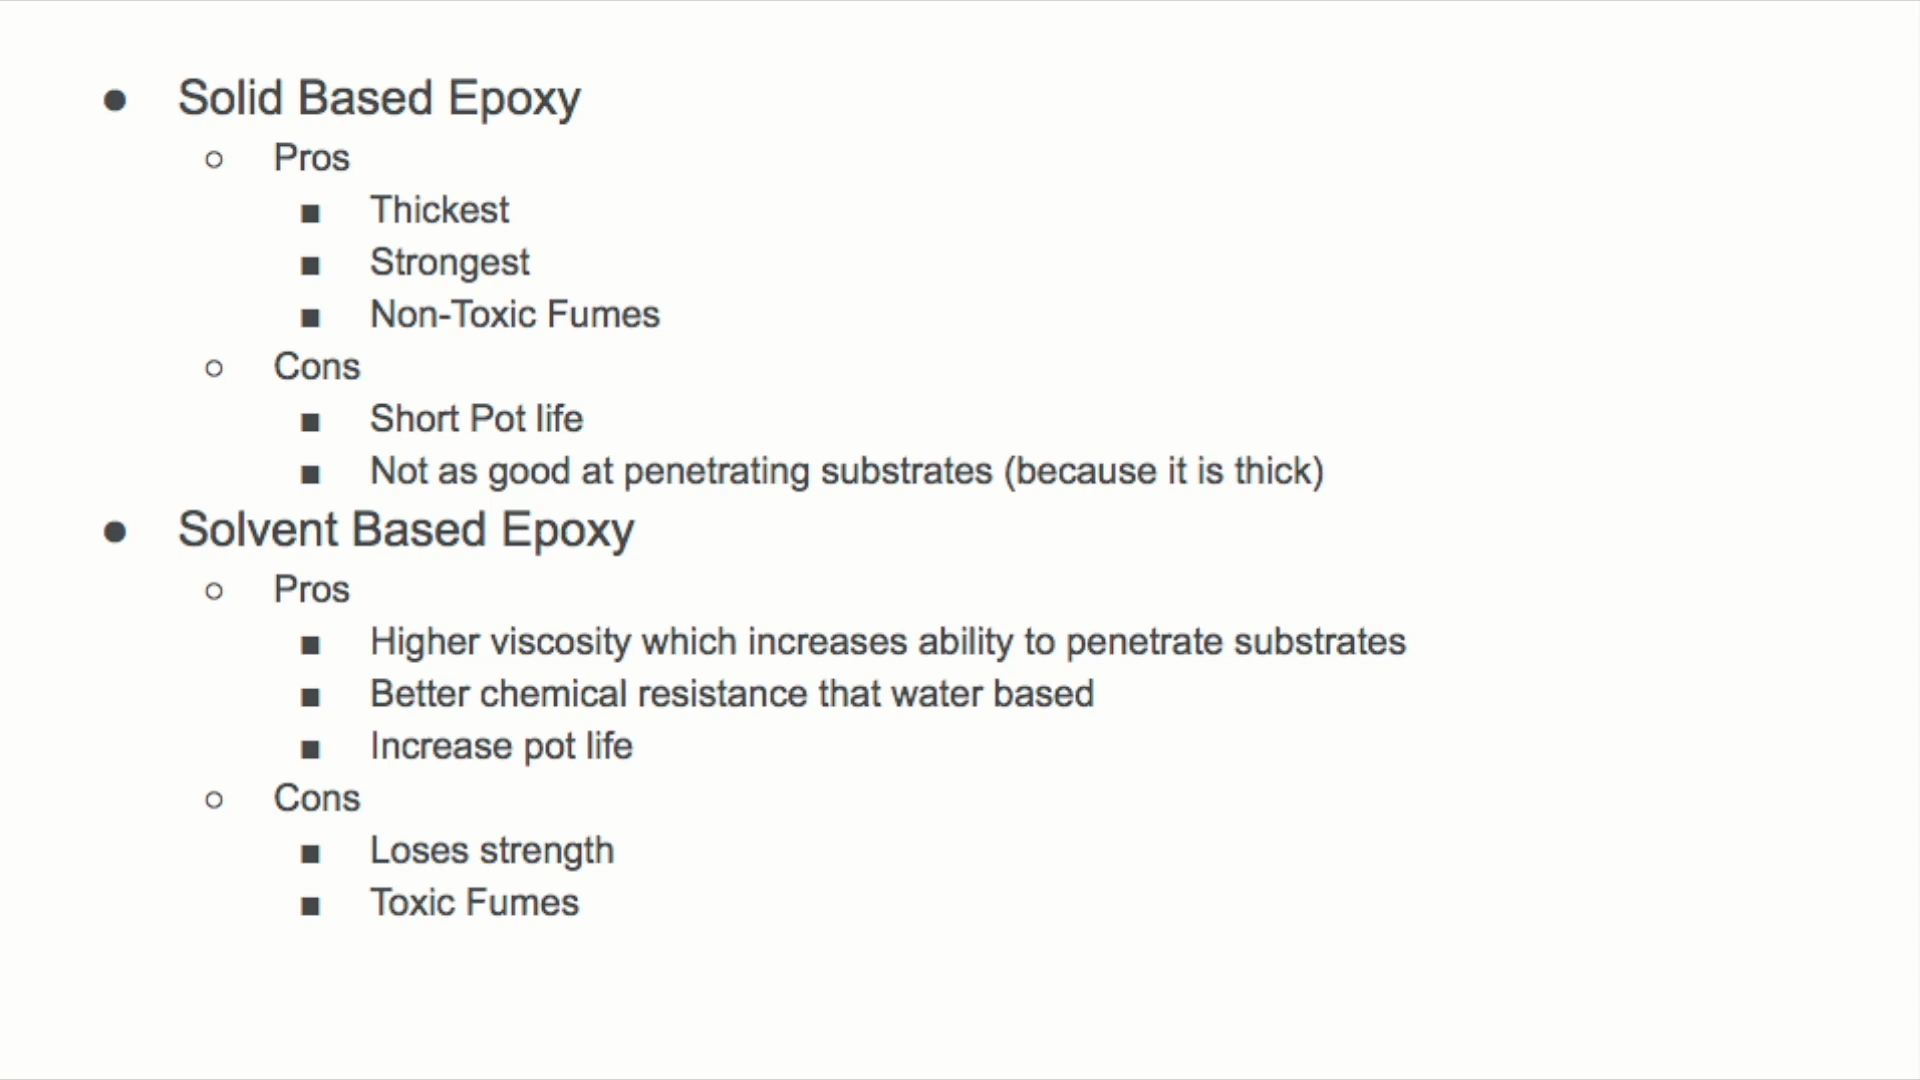 ● Solid Based Epoxy
○ Pros
■ Thickest
■ Strongest
■ Non-Toxic Fumes
○ Cons
■ Short Pot life
■ Not as good at penetrating substrates (because it is thick)
● Solvent Based Epoxy
○ Pros
■ Higher viscosity which increases ability to penetrate substrates
■ Better chemical resistance that water based
■ Increase pot life
○ Cons
■ Loses strength
■ Toxic Fumes